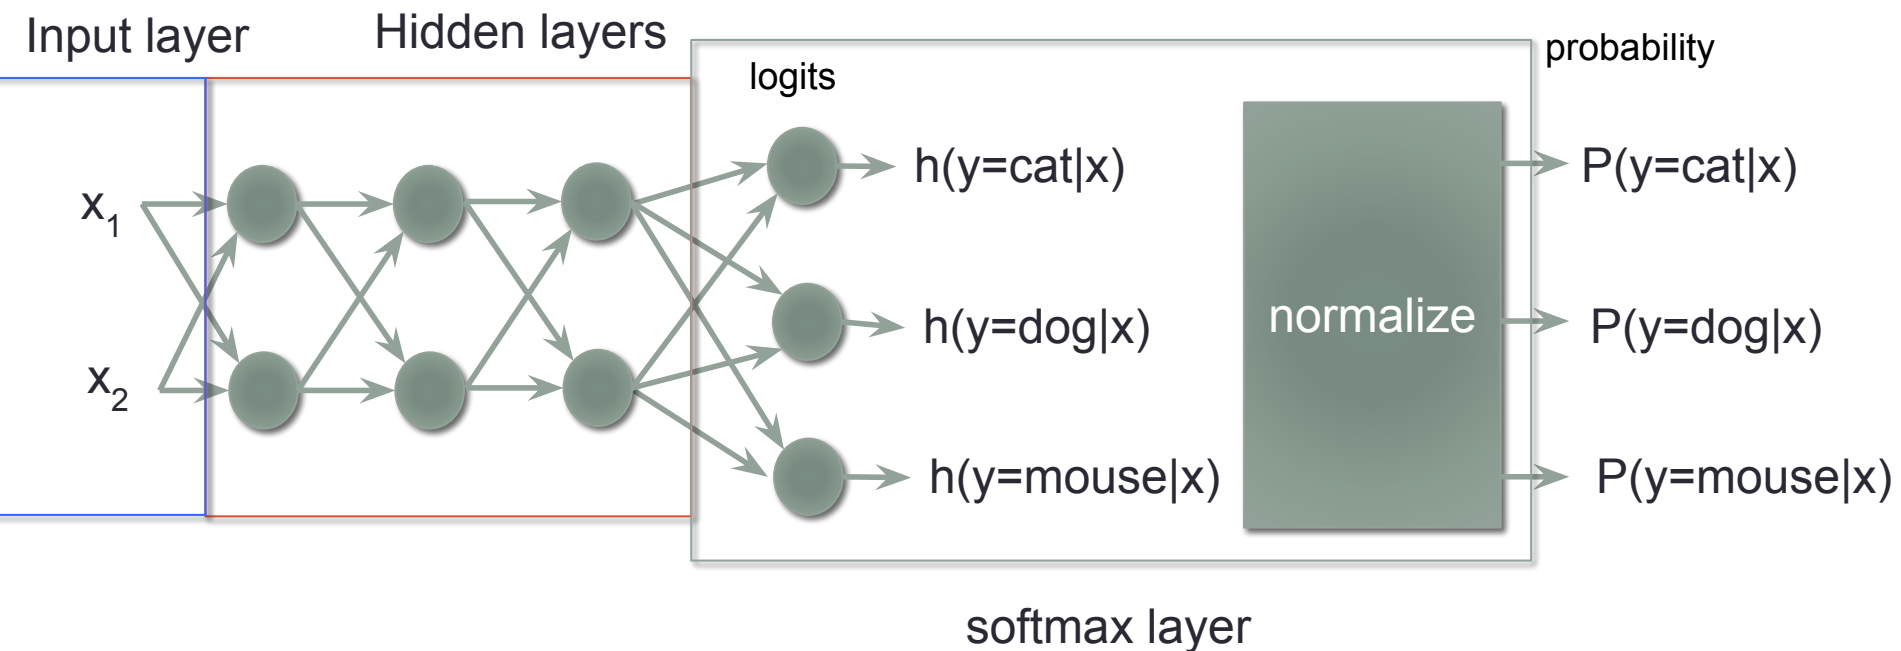 Input layer
Hidden layers
probability
logits
x1
x2
h(y=cat|x)
h(y=dog|x)
h(y=mouse|x)
normalize
P(y=cat|x)
P(y=dog|x)
P(y=mouse|x)
softmax layer